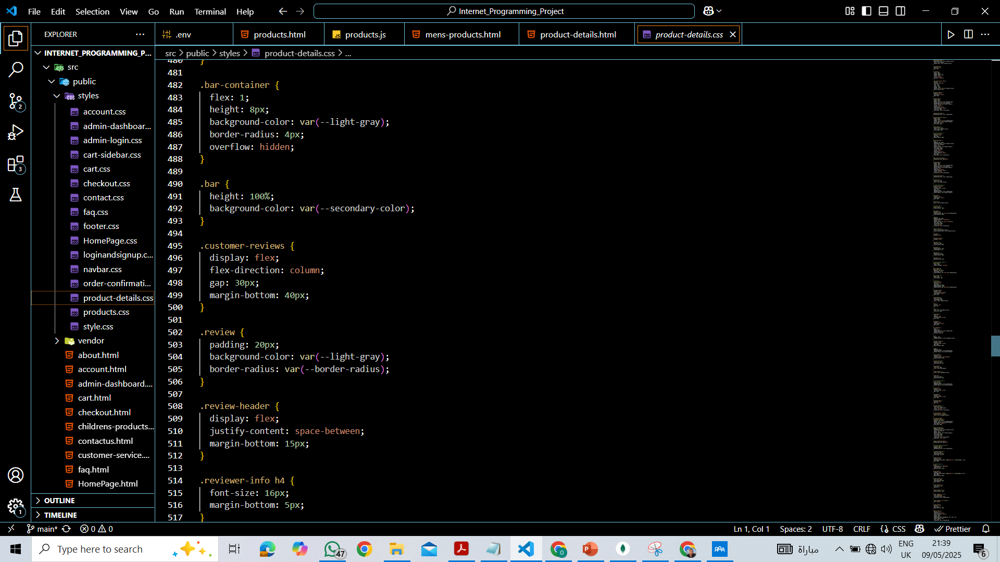 File Edit Selection View Go Run Terminal Help
Internet_Programming_Project
EXPLORER
.env
products.html
products.js
mens-products.html
product-details.html
product-details.css
INTERNET_PROGRAMMING_P...
src
public
styles
account.css
admin-dashboar...
admin-login.css
cart-sidebar.css
cart.css
checkout.css
contact.css
faq.css
footer.css
HomePage.css
loginandsignup.c...
navbar.css
order-confirmati...
product-details.css
products.css
style.css
vendor
about.html
account.html
admin-dashboard....
cart.html
checkout.html
childrens-products...
contactus.html
customer-service....
faq.html
HomePage.html
OUTLINE
TIMELINE
2
3
1
src > public > styles > product-details.css > ...
480 }
481
482 .bar-container {
483 flex: 1;
484 height: 8px;
485 background-color: var(--light-gray);
486 border-radius: 4px;
487 overflow: hidden;
488 }
489
490 .bar {
491 height: 100%;
492 background-color: var(--secondary-color);
493 }
494
495 .customer-reviews {
496 display: flex;
497 flex-direction: column;
498 gap: 30px;
499 margin-bottom: 40px;
500 }
501
502 .review {
503 padding: 20px;
504 background-color: var(--light-gray);
505 border-radius: var(--border-radius);
506 }
507
508 .review-header {
509 display: flex;
510 justify-content: space-between;
511 margin-bottom: 15px;
512 }
513
514 .reviewer-info h4 {
515 font-size: 16px;
516 margin-bottom: 5px;
517 }
main* 0 0
Ln 1, Col 1 Spaces: 2 UTF-8 CRLF CSS Prettier
Type here to search
47
مباراة
ENG
UK
21:39
09/05/2025
6